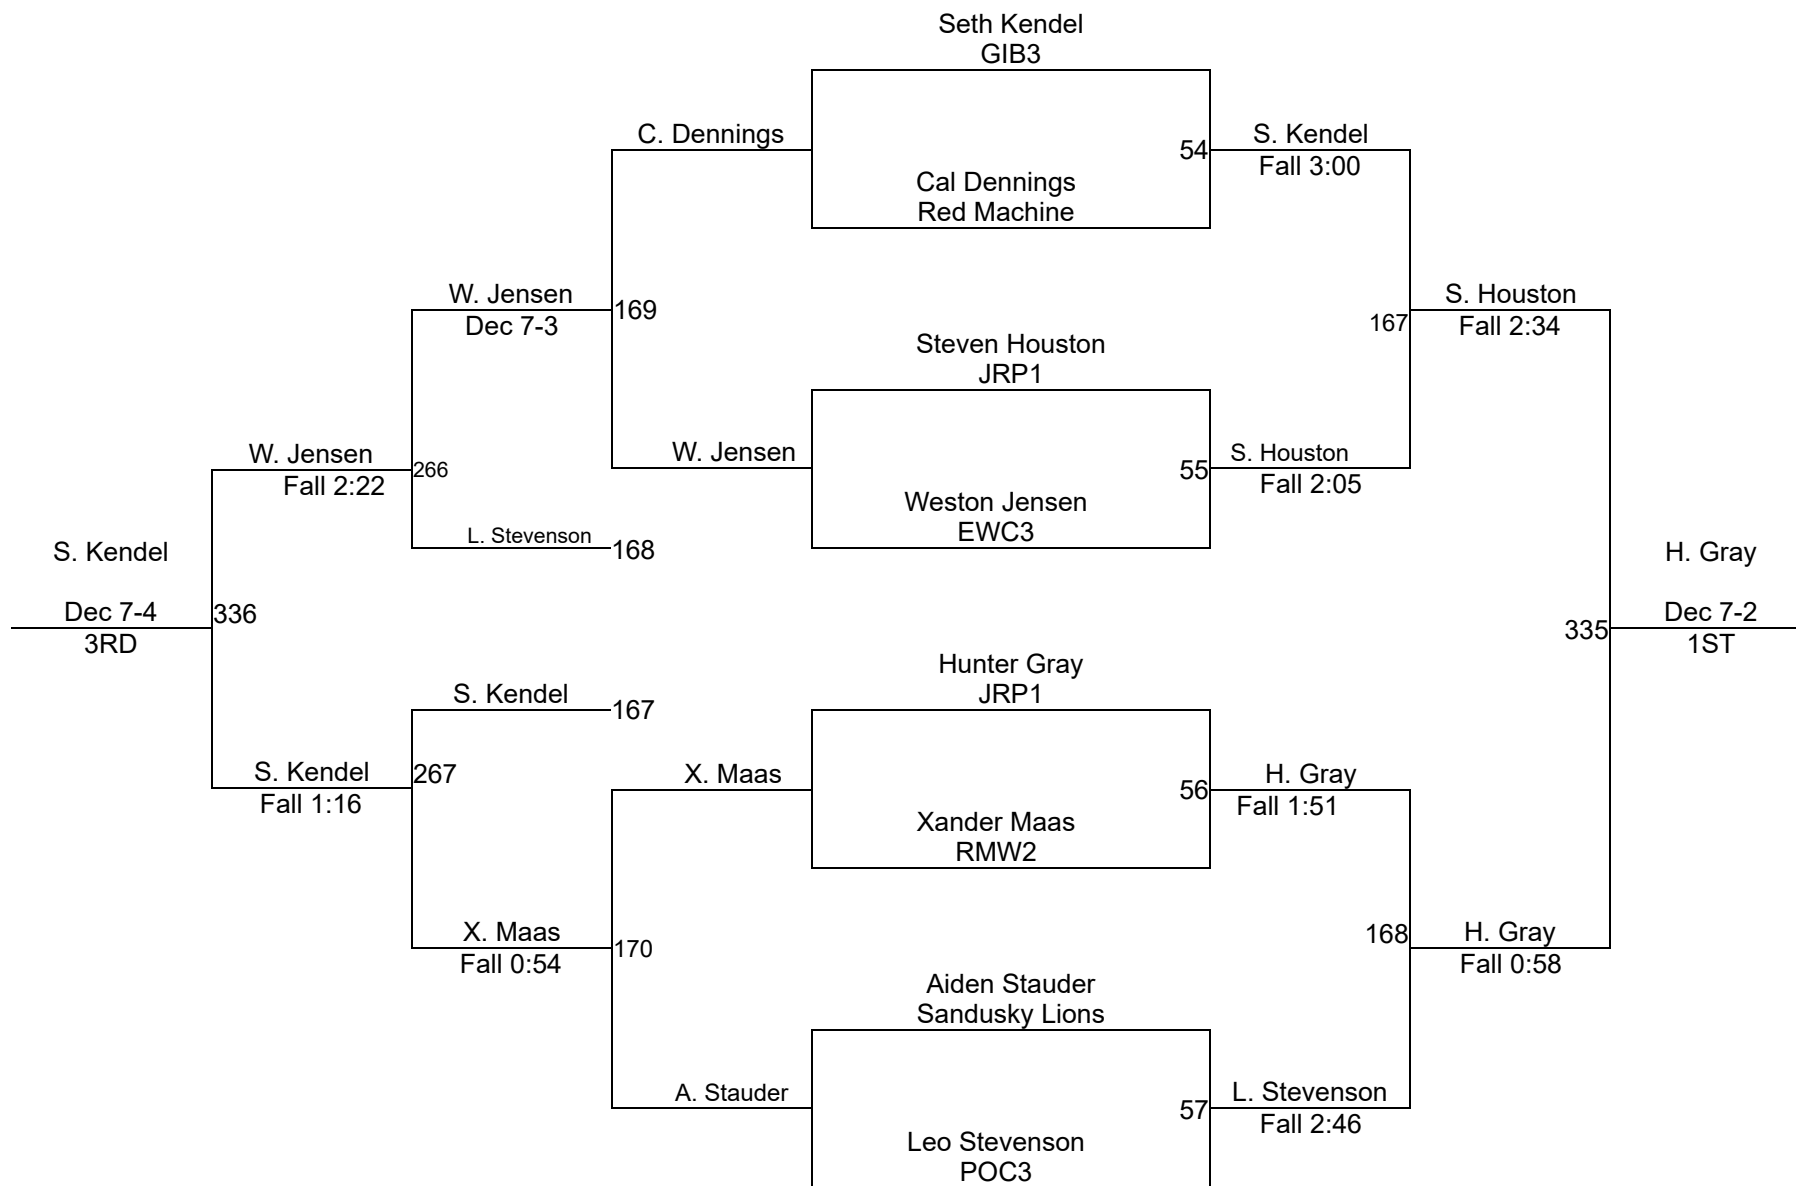 Seth Kendel
GIB3
C. Dennings
54
S. Kendel
Fall 3:00
Cal Dennings
Red Machine
W. Jensen
Dec 7-3
169
S. Houston
Fall 2:34
167
Steven Houston
JRP1
W. Jensen
Fall 2:22
266
W. Jensen
55
S. Houston
Fall 2:05
Weston Jensen
EWC3
L. Stevenson
168
S. Kendel
Dec 7-4
3RD
336
H. Gray
Dec 7-2
1ST
335
Hunter Gray
JRP1
S. Kendel
167
S. Kendel
Fall 1:16
267
X. Maas
56
H. Gray
Fall 1:51
Xander Maas
RMW2
X. Maas
Fall 0:54
170
168
H. Gray
Fall 0:58
Aiden Stauder
Sandusky Lions
A. Stauder
57
L. Stevenson
Fall 2:46
Leo Stevenson
POC3